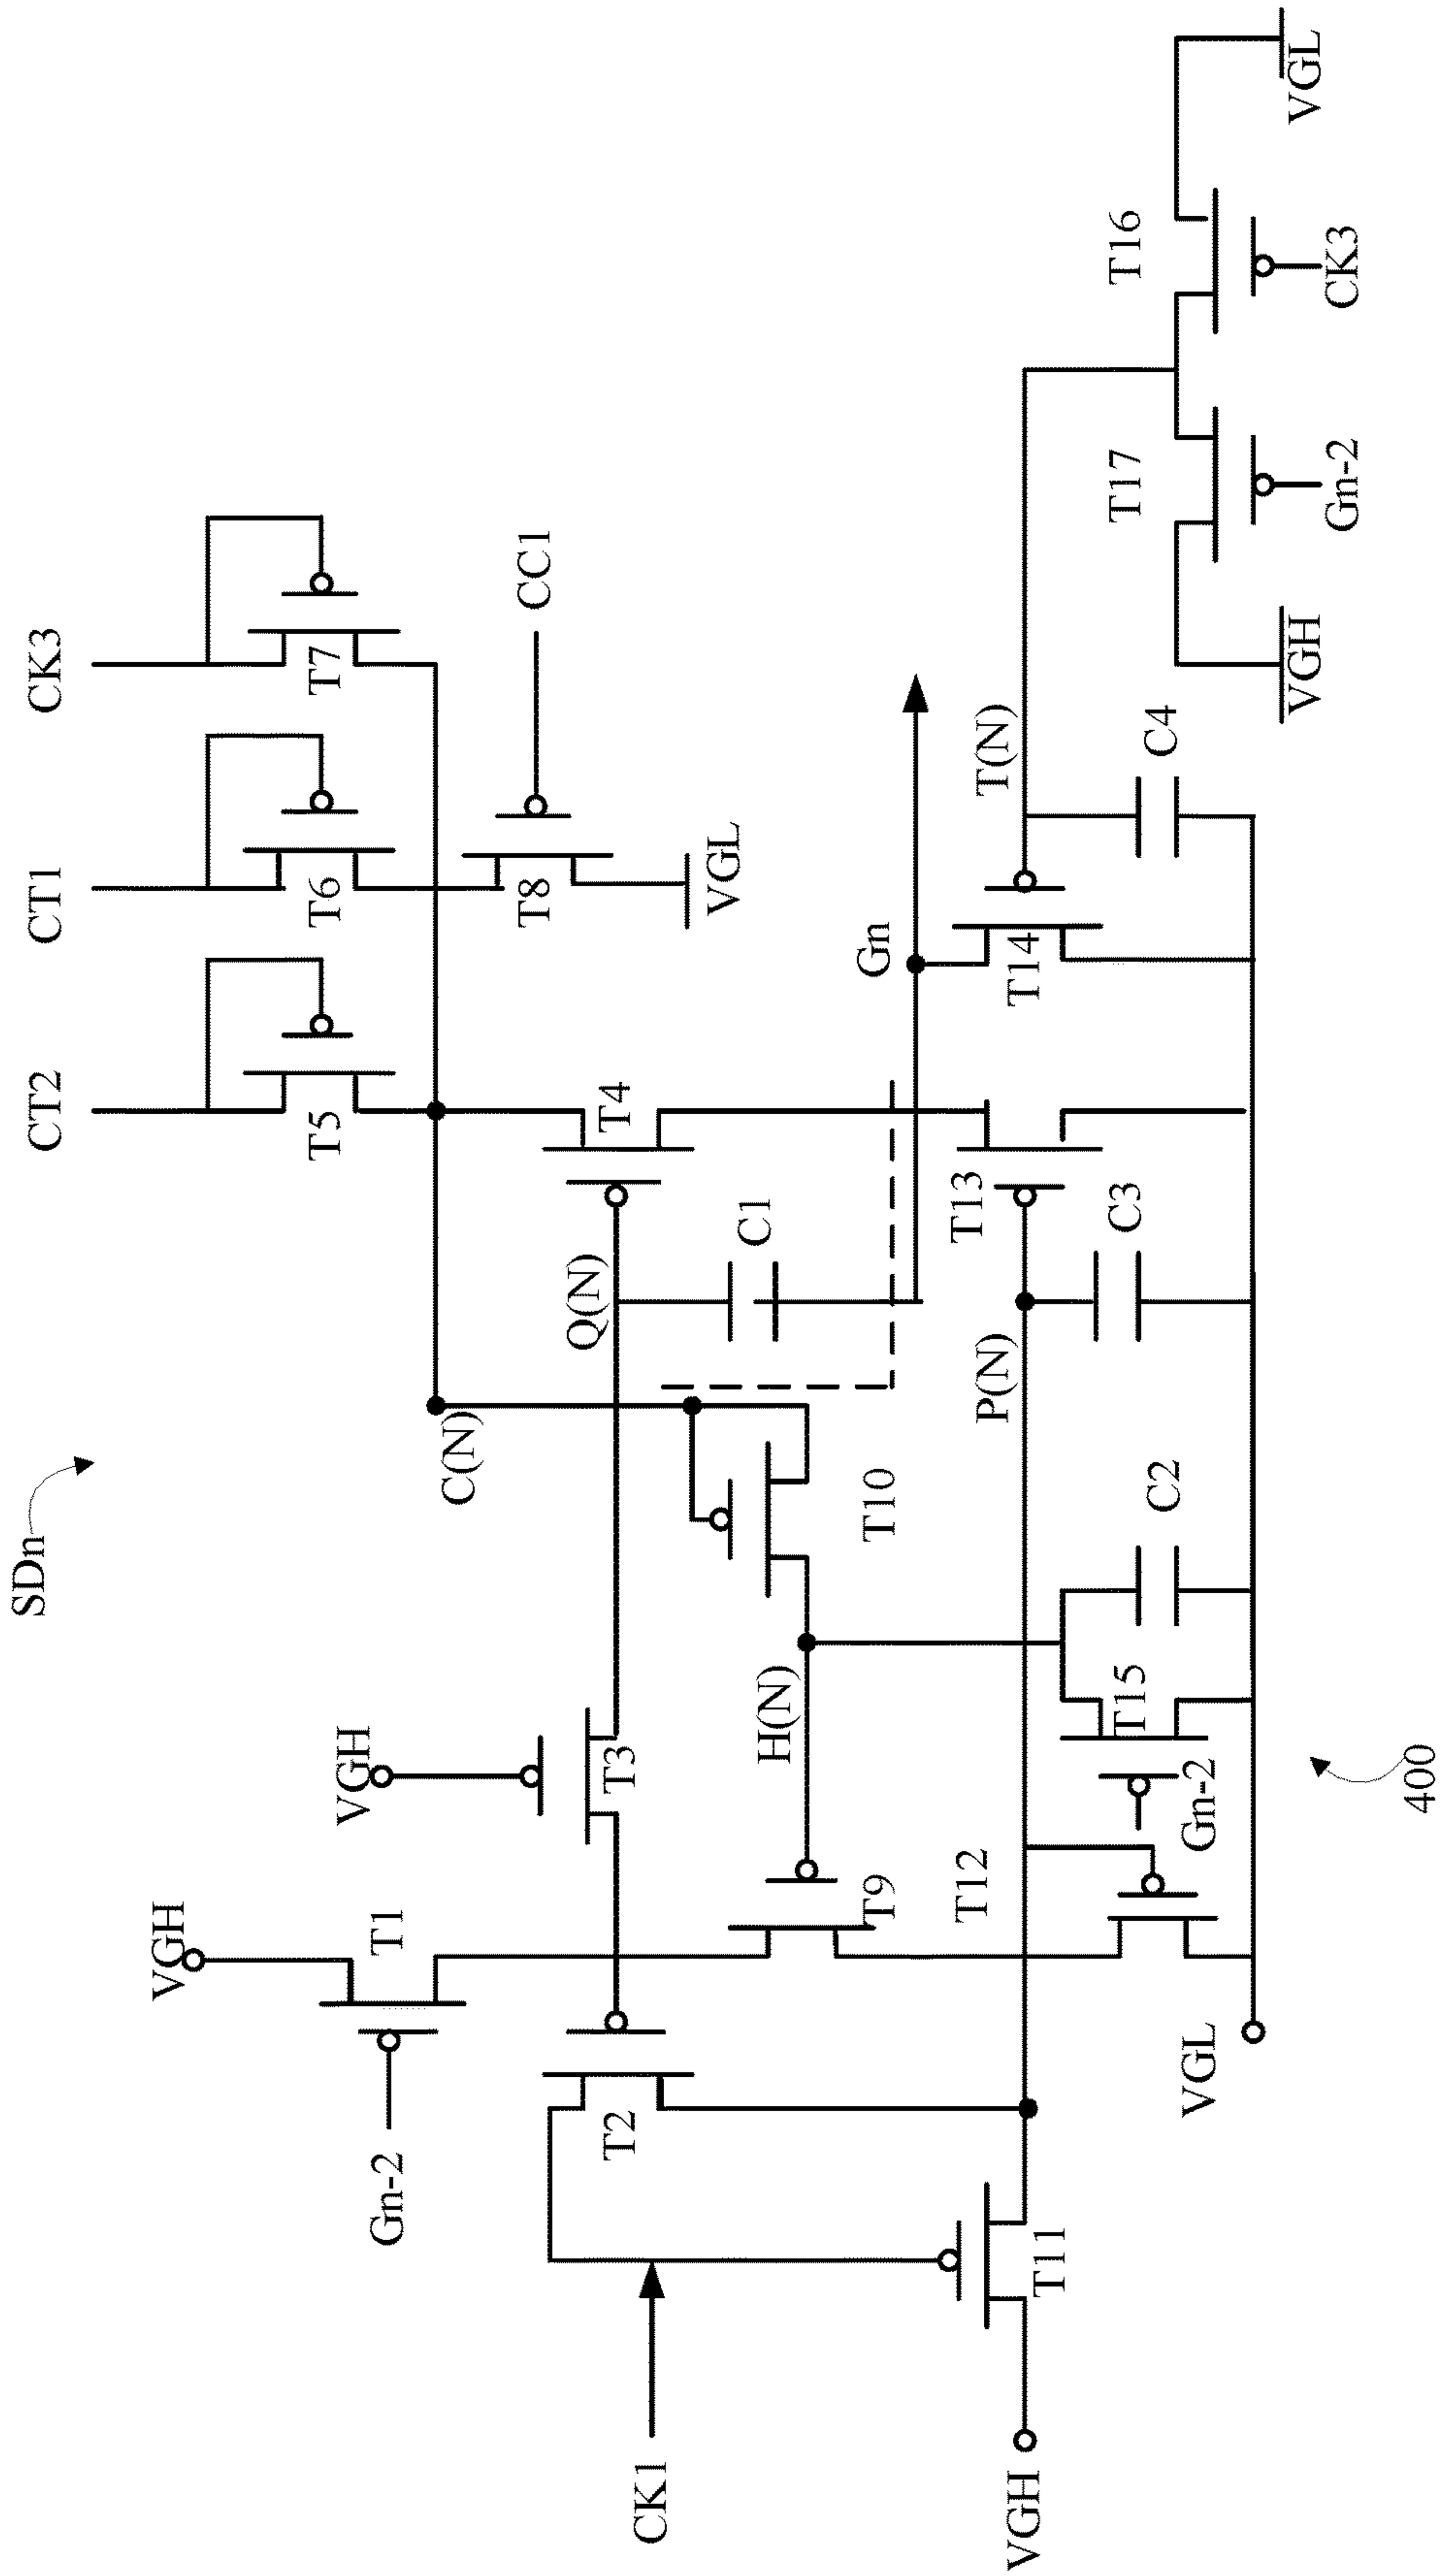 SDn
CK3
CT1
CT2
T7
T6
T5
CC1
T8
VGL
C(N)
Q(N)
T4
C1
VGH
T3
VGH
T1
Gn-2
T2
CK1
T10
H(N)
T9
T12
Gn
T(N)
T14
C4
T13
C3
P(N)
C2
T15
Gn-2
T11
VGH
VGL
T16
T17
CK3
Gn-2
VGL
VGH
400